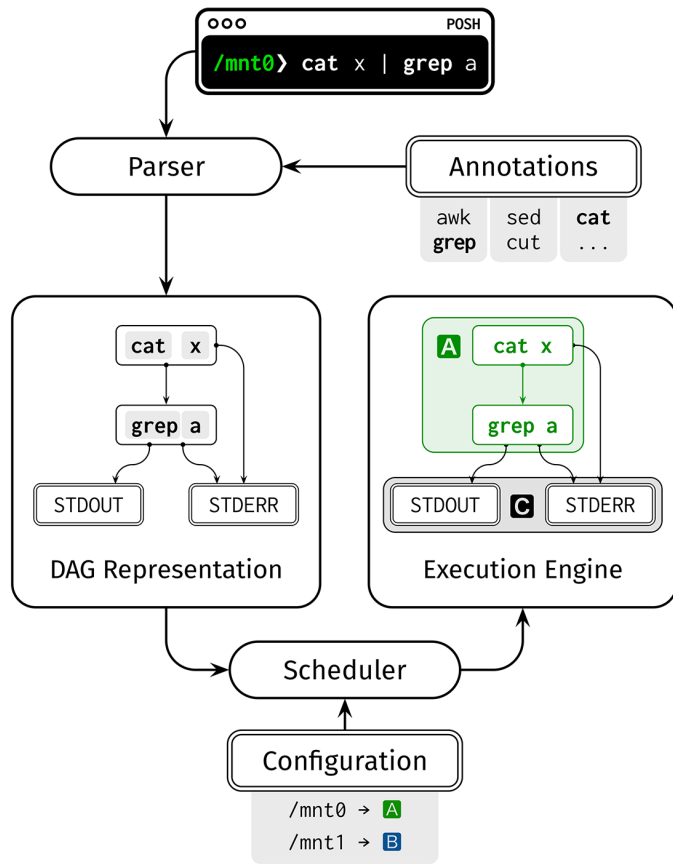 POSH
/mnt0❯ cat x | grep a
Parser
Annotations
awk sed cat
grep cut ...
cat x
grep a
STDOUT STDERR
DAG Representation
A cat x
grep a
STDOUT C STDERR
Execution Engine
Scheduler
Configuration
/mnt0 → A
/mnt1 → B